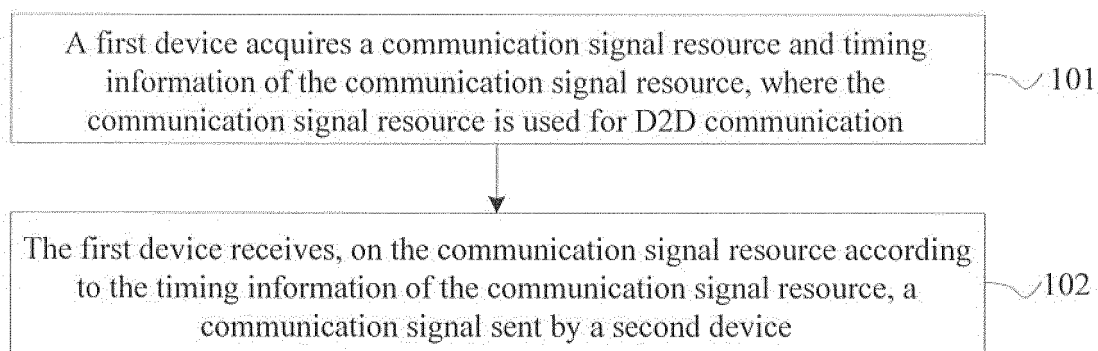 A first device acquires a communication signal resource and timing
information of the communication signal resource, where the
communication signal resource is used for D2D communication
101
The first device receives, on the communication signal resource according
to the timing information of the communication signal resource, a
communication signal sent by a second device
102